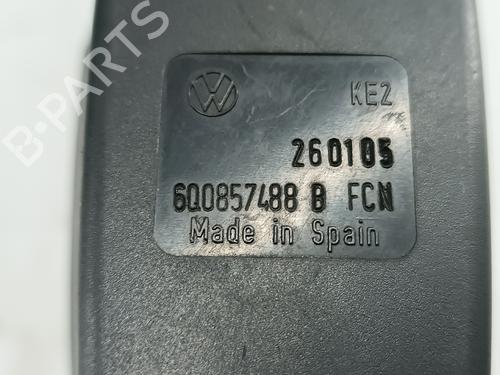 B-PARTS
KE2
260105
6Q0857488 B FCN
Made in Spain